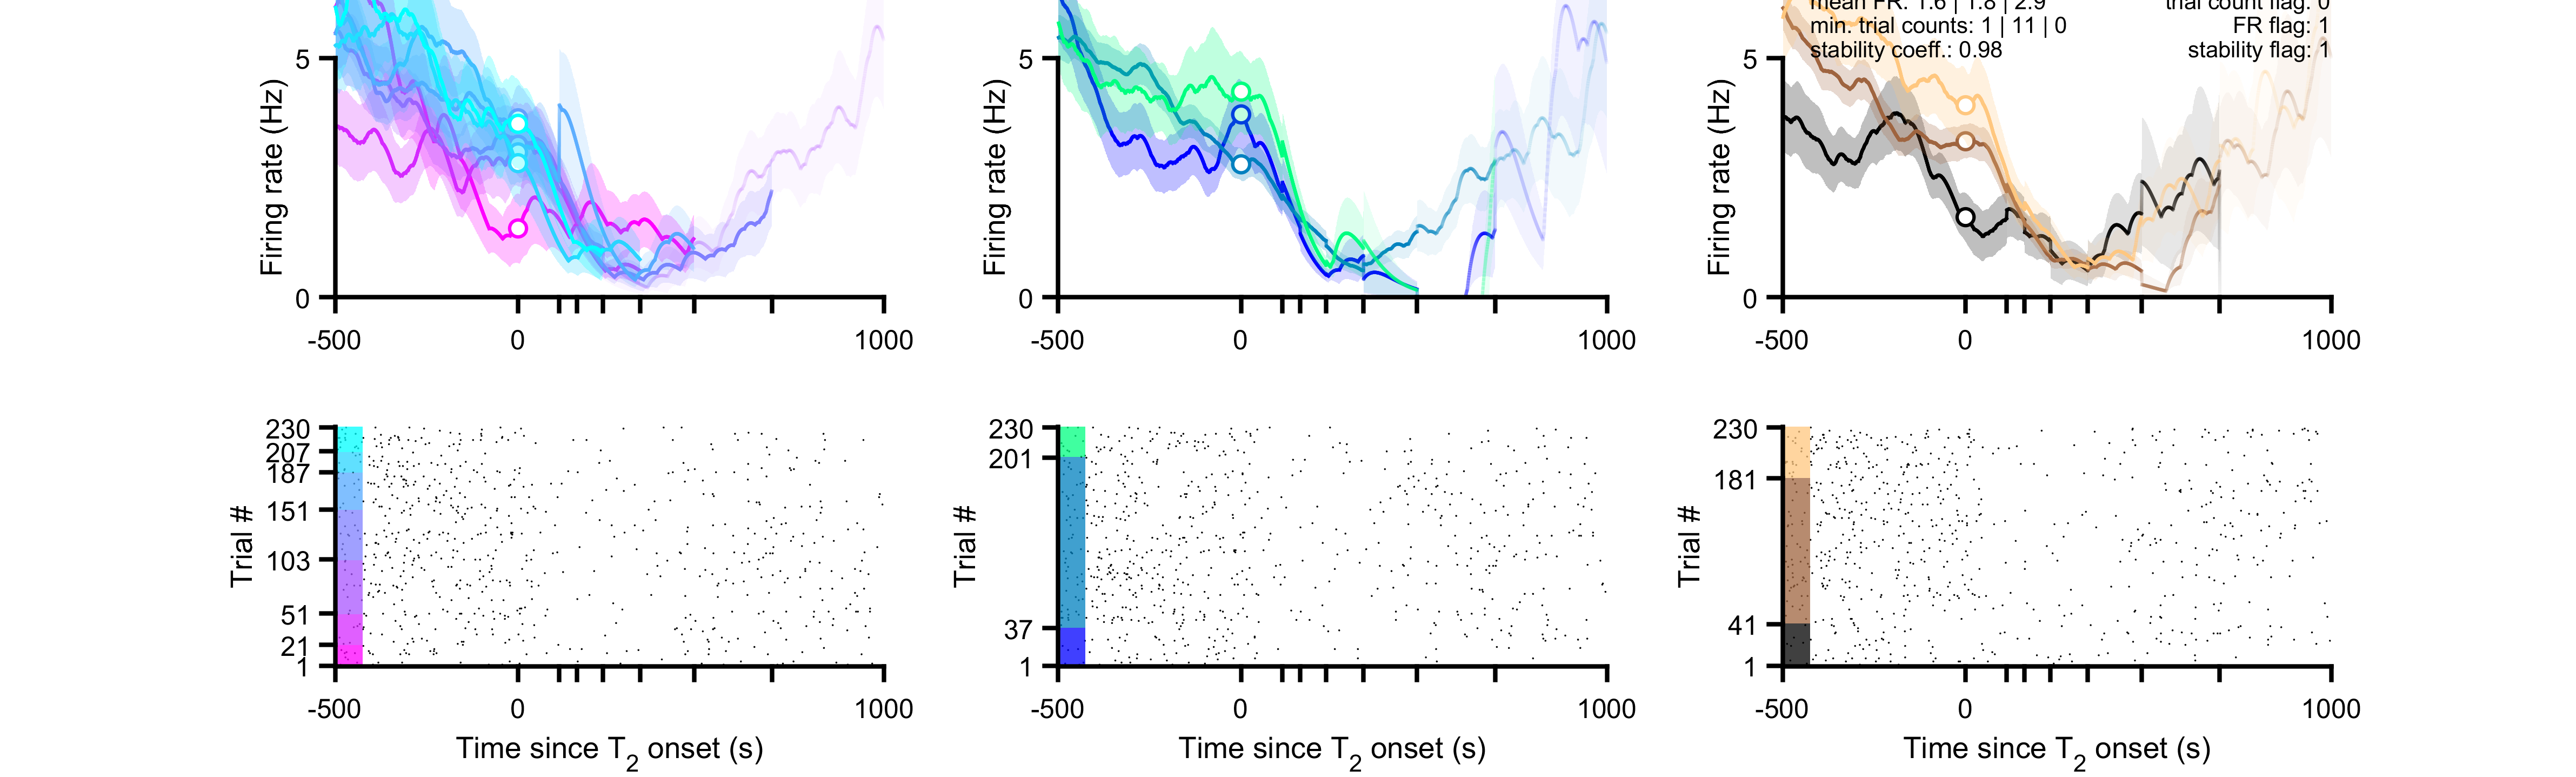 mean FR: 1.6 | 1.8 | 2.9 trial count flag: 0
min. trial counts: 1 | 11 | 0 FR flag: 1
stability coeff.: 0.98 stability flag: 1
5 5 5
Firing rate (Hz) Firing rate (Hz) Firing rate (Hz)
0 0 0
-500 0 1000 -500 0 1000 -500 0 1000
230 230 230
207 201 181
187
151
Trial # Trial # Trial #
103
51 37 41
21
1 1 1
-500 0 1000 -500 0 1000 -500 0 1000
Time since T2 onset (s) Time since T2 onset (s) Time since T2 onset (s)